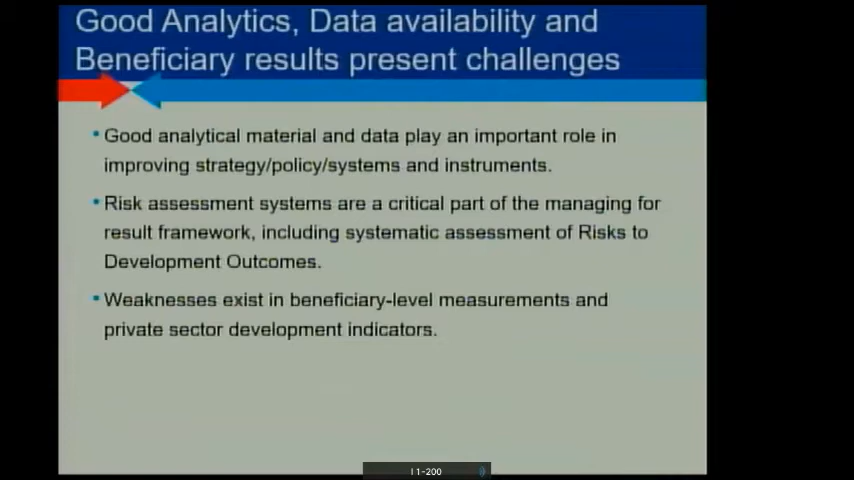 Good Analytics, Data availability and
Beneficiary results present challenges
Good analytical material and data play an important role in
improving strategy/policy/systems and instruments.
Risk assessment systems are a critical part of the managing for
result framework, including systematic assessment of Risks to
Development Outcomes.
Weaknesses exist in beneficiary-level measurements and
private sector development indicators.
I1-200